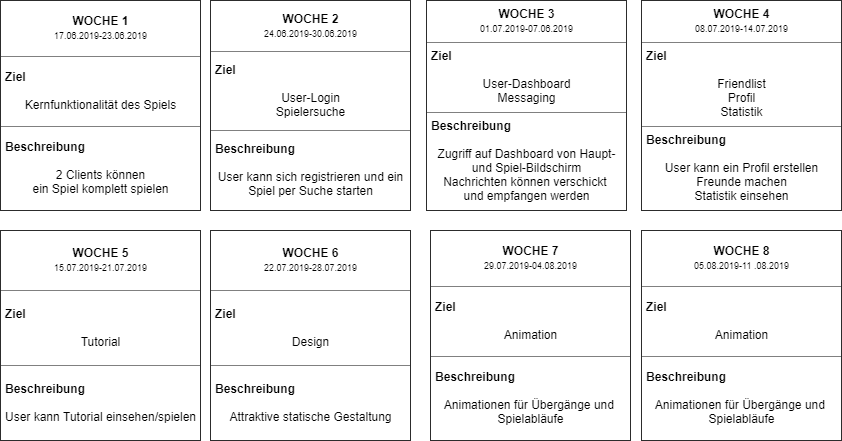 WOCHE 1
17.06.2019-23.06.2019
Ziel
Kernfunktionalität des Spiels
Beschreibung
2 Clients können
ein Spiel komplett spielen
WOCHE 2
24.06.2019-30.06.2019
Ziel
User-Login
Spielersuche
Beschreibung
User kann sich registrieren und ein
Spiel per Suche starten
WOCHE 3
01.07.2019-07.06.2019
Ziel
User-Dashboard
Messaging
Beschreibung
Zugriff auf Dashboard von Haupt-
und Spiel-Bildschirm
Nachrichten können verschickt
und empfangen werden
WOCHE 4
08.07.2019-14.07.2019
Ziel
Friendlist
Profil
Statistik
Beschreibung
User kann ein Profil erstellen
Freunde machen
Statistik einsehen
WOCHE 5
15.07.2019-21.07.2019
Ziel
Tutorial
Beschreibung
User kann Tutorial einsehen/spielen
WOCHE 6
22.07.2019-28.07.2019
Ziel
Design
Beschreibung
Attraktive statische Gestaltung
WOCHE 7
29.07.2019-04.08.2019
Ziel
Animation
Beschreibung
Animationen für Übergänge und
Spielabläufe
WOCHE 8
05.08.2019-11 .08.2019
Ziel
Animation
Beschreibung
Animationen für Übergänge und
Spielabläufe